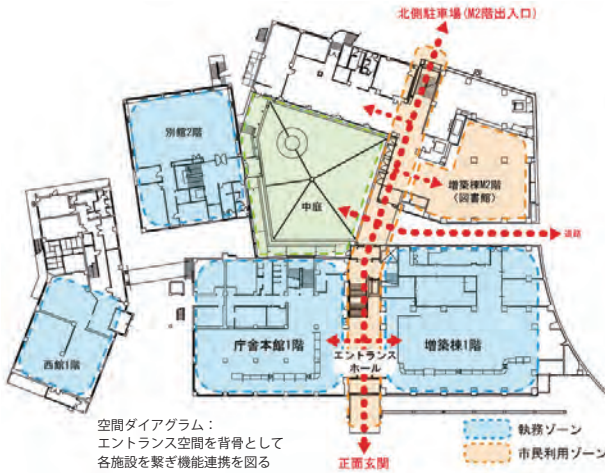 北側駐車場(M2階出入口)
別館2階
増築棟M2階
(図書館)
中庭
道路
庁舎本館1階
エントランス
ホール
増築棟1階
西館1階
空間ダイアグラム:
エントランス空間を背骨として
各施設を繋ぎ機能連携を図る
正面玄関
執務ゾーン
市民利用ゾーン